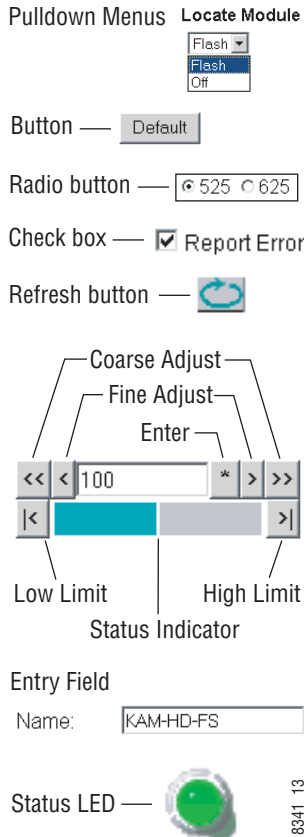 Pulldown Menus Locate Module
Flash
Flash
Off
Button Default
Radio button 525 625
Check box Report Error
Refresh button
Coarse Adjust
Fine Adjust
Enter
<< < 100 * > >>
|< >|
Low Limit High Limit
Status Indicator
Entry Field
Name: KAM-HD-FS
Status LED
8341_13